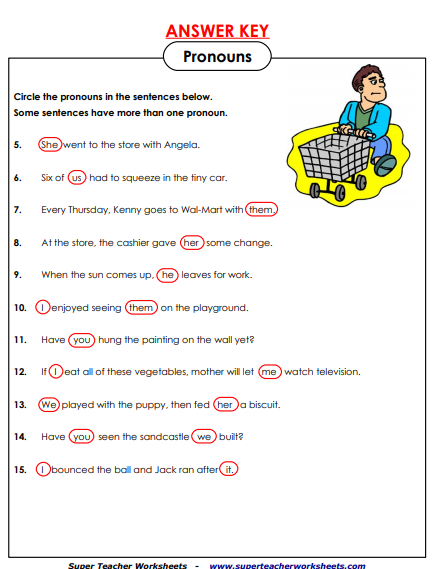 ANSWER KEY
Pronouns
Circle the pronouns in the sentences below.
Some sentences have more than one pronoun.
5. She went to the store with Angela.
6. Six of us had to squeeze in the tiny car.
7. Every Thursday, Kenny goes to Wal-Mart with them.
8. At the store, the cashier gave her some change.
9. When the sun comes up, he leaves for work.
10. I enjoyed seeing them on the playground.
11. Have you hung the painting on the wall yet?
12. If I eat all of these vegetables, mother will let me watch television.
13. We played with the puppy, then fed her a biscuit.
14. Have you seen the sandcastle we built?
15. I bounced the ball and Jack ran after it.
Super Teacher Worksheets - www.superteacherworksheets.com